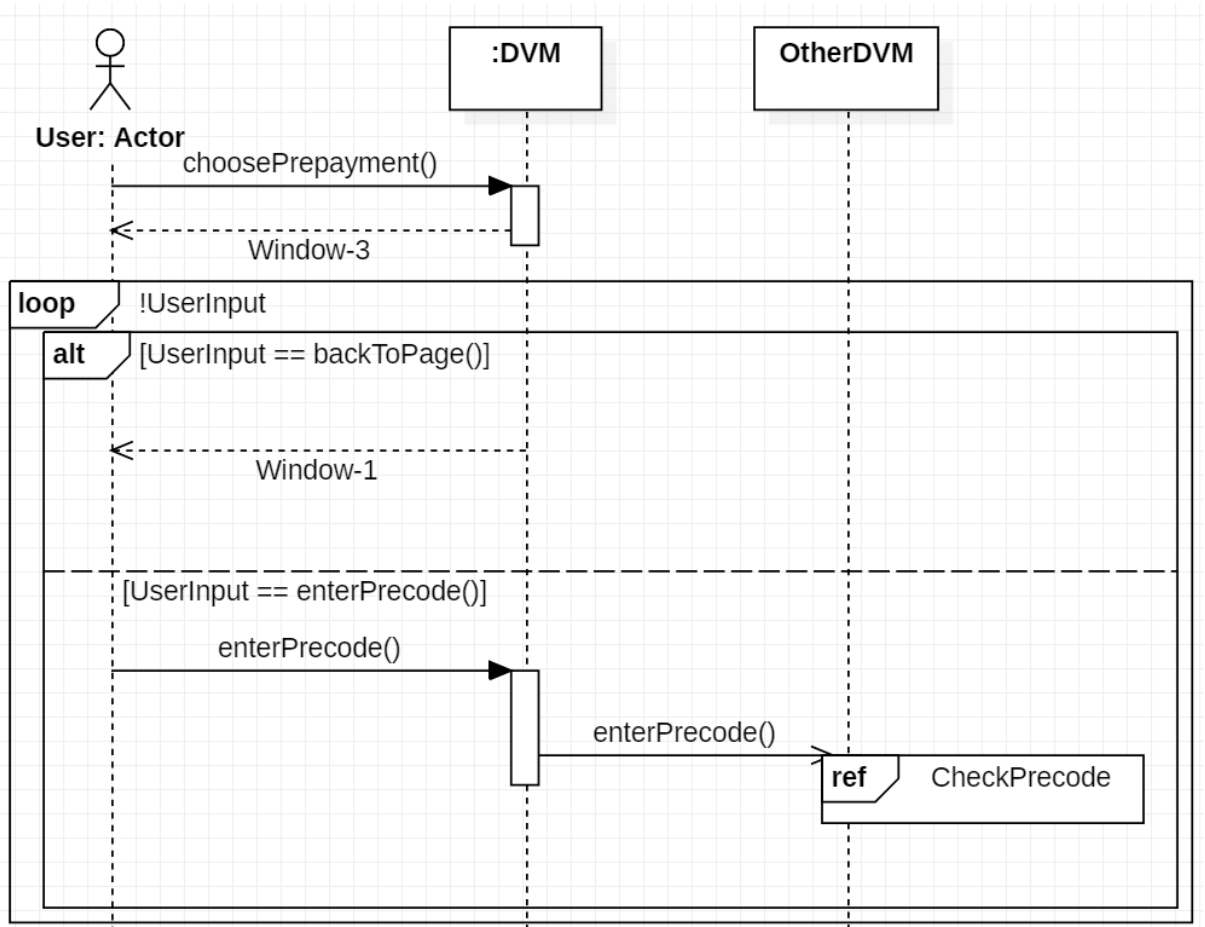 :DVM
OtherDVM
User: Actor
choosePrepayment()
Window-3
loop
!UserInput
alt
[UserInput == backToPage()]
Window-1
[UserInput == enterPrecode()]
enterPrecode()
enterPrecode()
ref
CheckPrecode